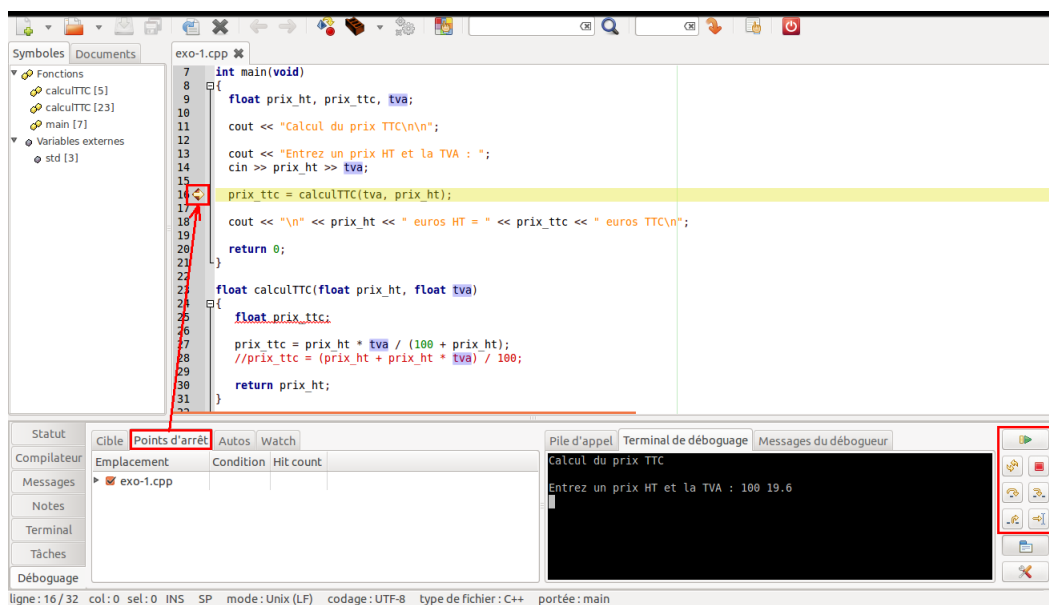 Symboles Documents
exo-1.cpp
Fonctions
calculTTC [5]
calculTTC [23]
main [7]
Variables externes
std [3]
7 int main(void)
8 {
9 float prix_ht, prix_ttc, tva;
10
11 cout << "Calcul du prix TTC\n\n";
12
13 cout << "Entrez un prix HT et la TVA : ";
14 cin >> prix_ht >> tva;
15
16 prix_ttc = calculTTC(tva, prix_ht);
17
18 cout << "\n" << prix_ht << " euros HT = " << prix_ttc << " euros TTC\n";
19
20 return 0;
21 }
22
23 float calculTTC(float prix_ht, float tva)
24 {
25 float prix_ttc;
26
27 prix_ttc = prix_ht * tva / (100 + prix_ht);
28 //prix_ttc = (prix_ht + prix_ht * tva) / 100;
29
30 return prix_ht;
31 }
32
Statut
Compilateur
Messages
Notes
Terminal
Tâches
Débogage
Cible Points d'arrêt Autos Watch
Emplacement Condition Hit count
exo-1.cpp
Pile d'appel Terminal de débogage Messages du débogueur
Calcul du prix TTC
Entrez un prix HT et la TVA : 100 19.6
ligne : 16 / 32 col : 0 sel : 0 INS SP mode : Unix (LF) codage : UTF-8 type de fichier : C++ portée : main